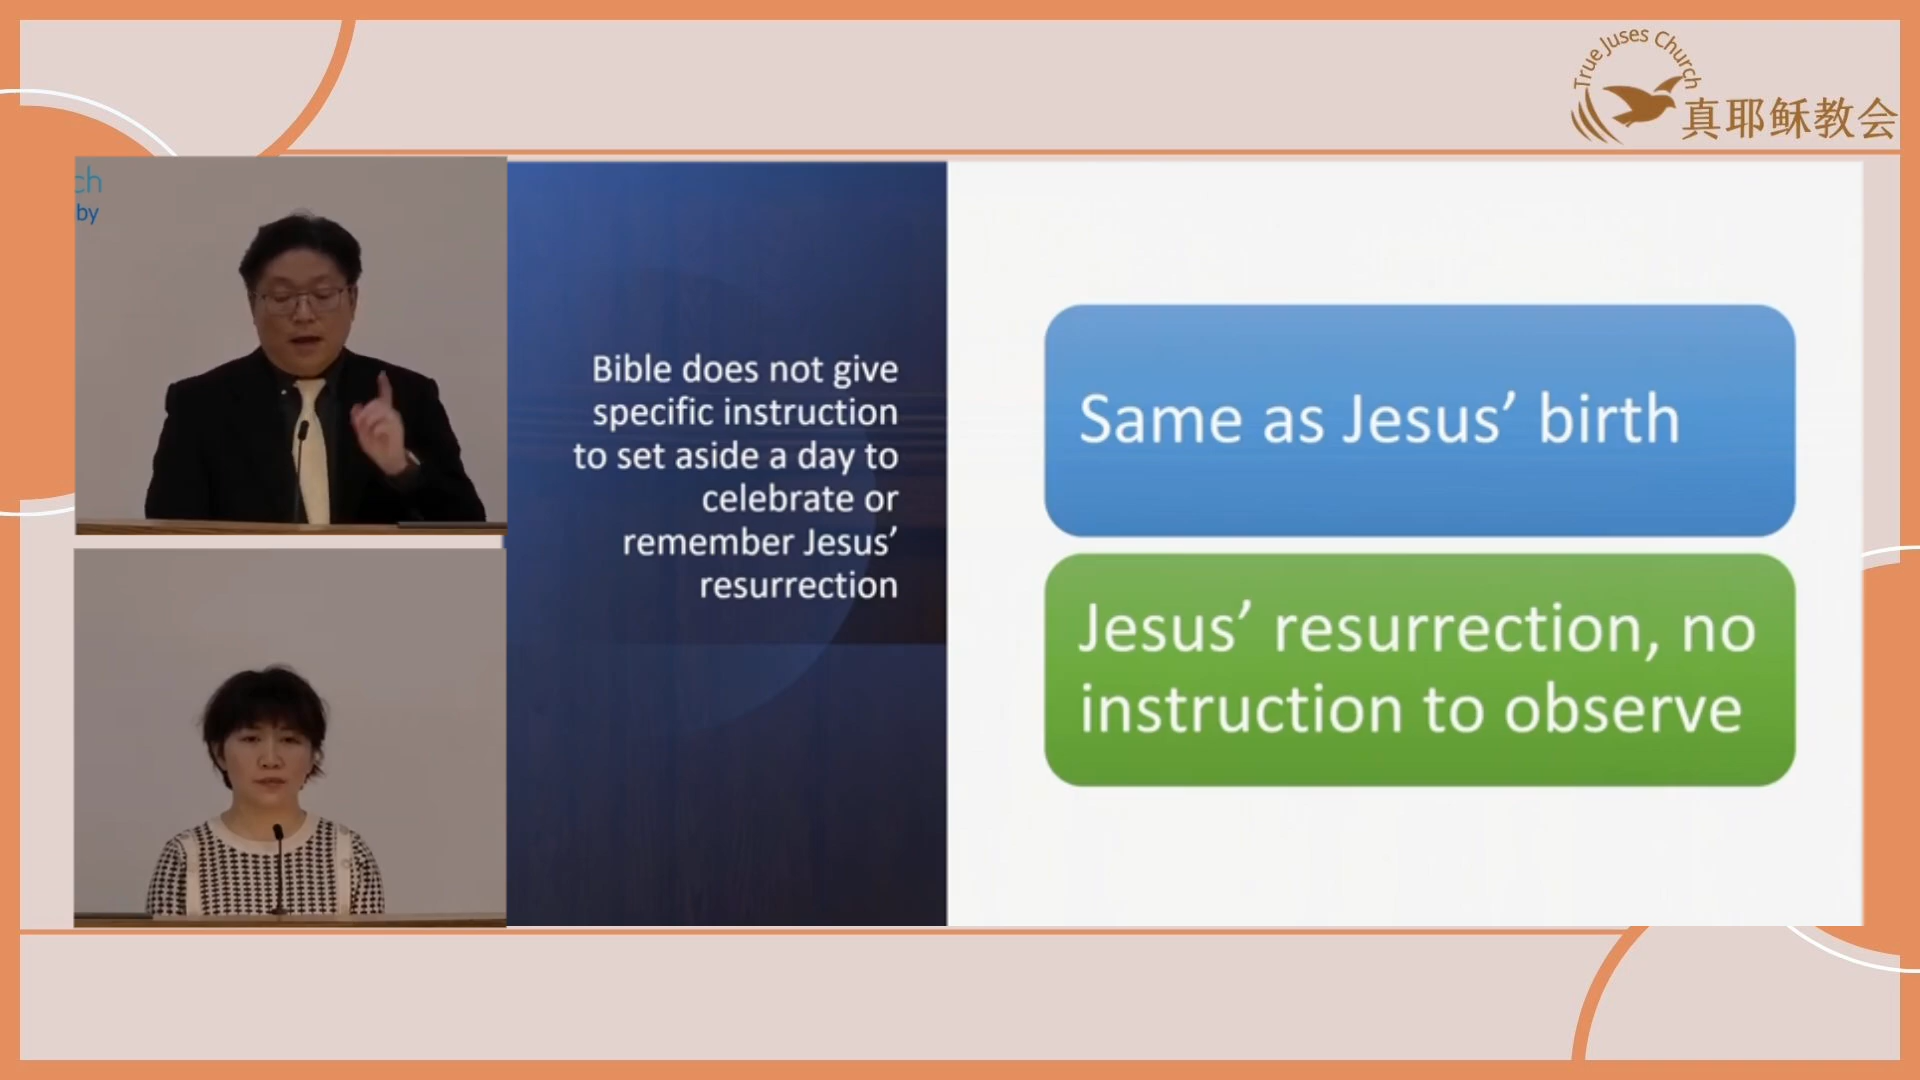 True Juses Church
真耶稣教会
ch
by
Bible does not give
specific instruction
to set aside a day to
celebrate or
remember Jesus’
resurrection
Same as Jesus’ birth
Jesus’ resurrection, no
instruction to observe